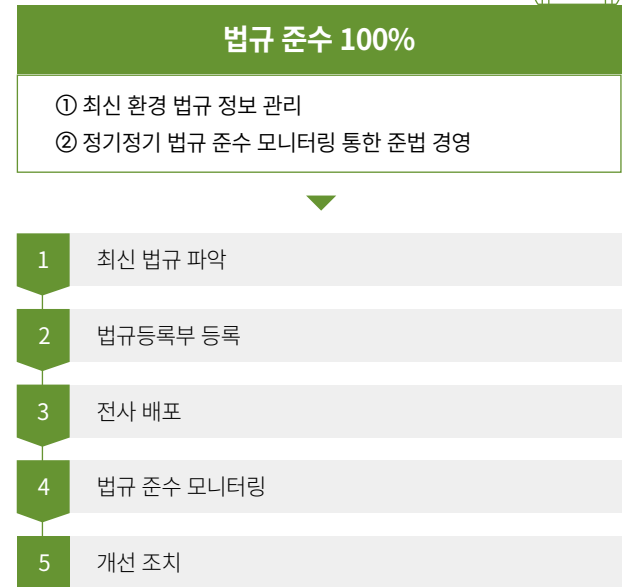 법규 준수 100%
① 최신 환경 법규 정보 관리
② 정기정기 법규 준수 모니터링 통한 준법 경영
1 최신 법규 파악
2 법규등록부 등록
3 전사 배포
4 법규 준수 모니터링
5 개선 조치